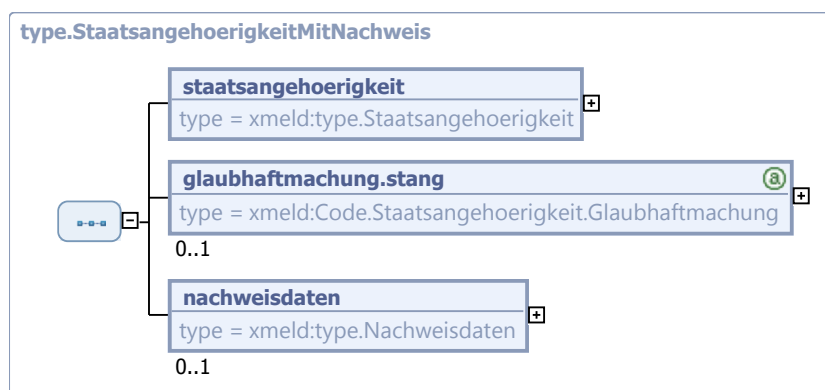 type.StaatsangehoerigkeitMitNachweis
staatsangehoerigkeit
type = xmeld:type.Staatsangehoerigkeit
glaubhaftmachung.stang
a
type = xmeld:Code.Staatsangehoerigkeit.Glaubhaftmachung
0..1
nachweisdaten
type = xmeld:type.Nachweisdaten
0..1